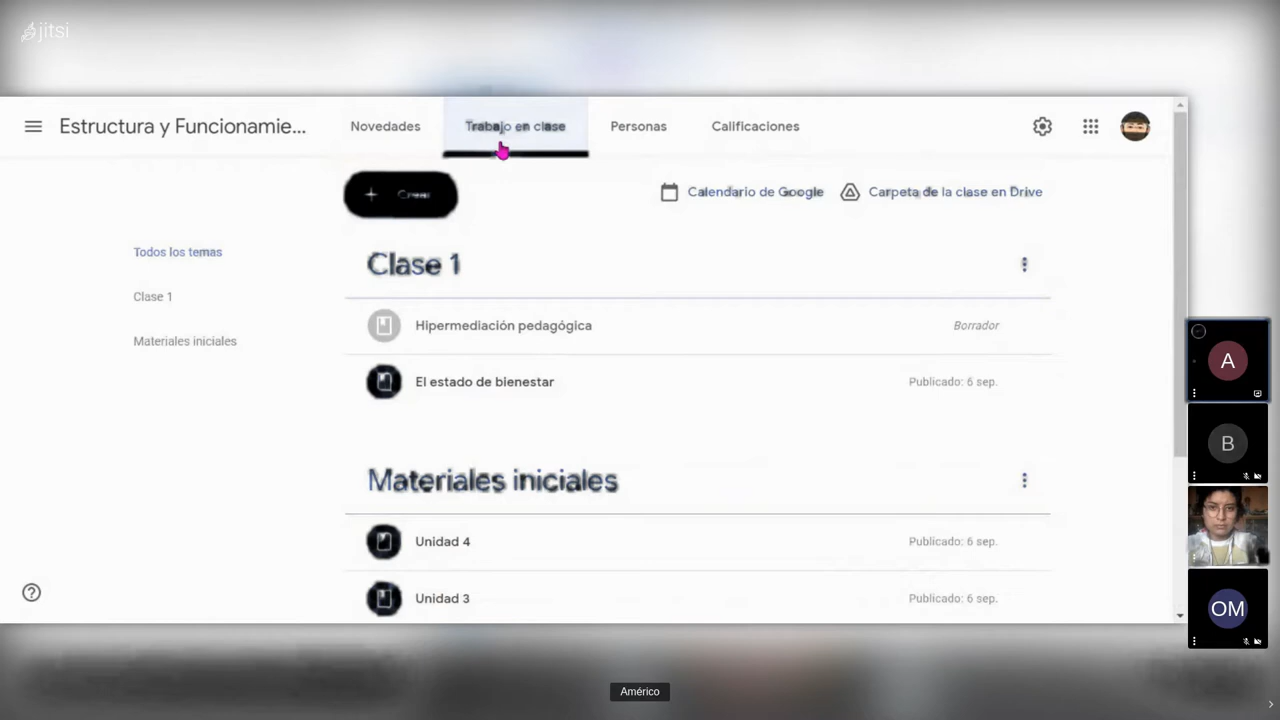 jitsi
Estructura y Funcionamie...
Novedades
Trabajo en clase
Personas
Calificaciones
Crear
Calendario de Google
Carpeta de la clase en Drive
Todos los temas
Clase 1
Materiales iniciales
Clase 1
Hipermediación pedagógica
Borrador
El estado de bienestar
Publicado: 6 sep.
Materiales iniciales
Unidad 4
Publicado: 6 sep.
Unidad 3
Publicado: 6 sep.
A
B
OM
Américo